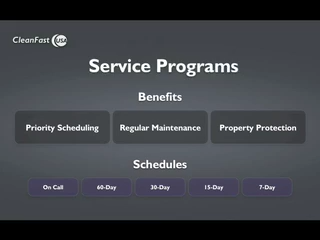 CleanFast USA
Service Programs
Benefits
Priority Scheduling Regular Maintenance Property Protection
Schedules
On Call 60-Day 30-Day 15-Day 7-Day